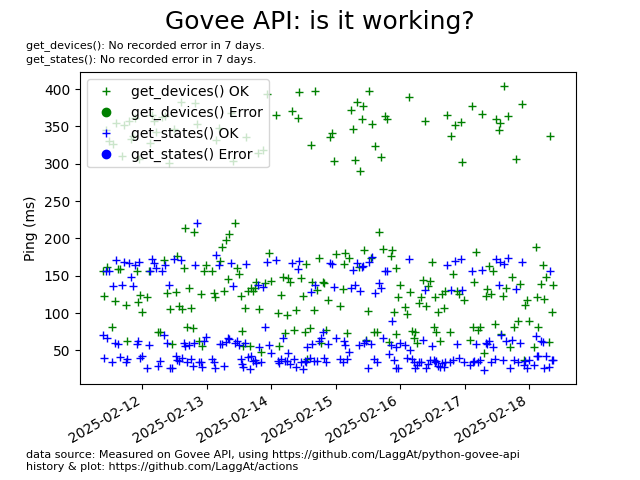 Govee API: is it working?
get_devices(): No recorded error in 7 days.
get_states(): No recorded error in 7 days.
get_devices() OK
get_devices() Error
get_states() OK
get_states() Error
Ping (ms)
400
350
300
250
200
150
100
50
2025-02-12
2025-02-13
2025-02-14
2025-02-15
2025-02-16
2025-02-17
2025-02-18
data source: Measured on Govee API, using https://github.com/LaggAt/python-govee-api
history & plot: https://github.com/LaggAt/actions